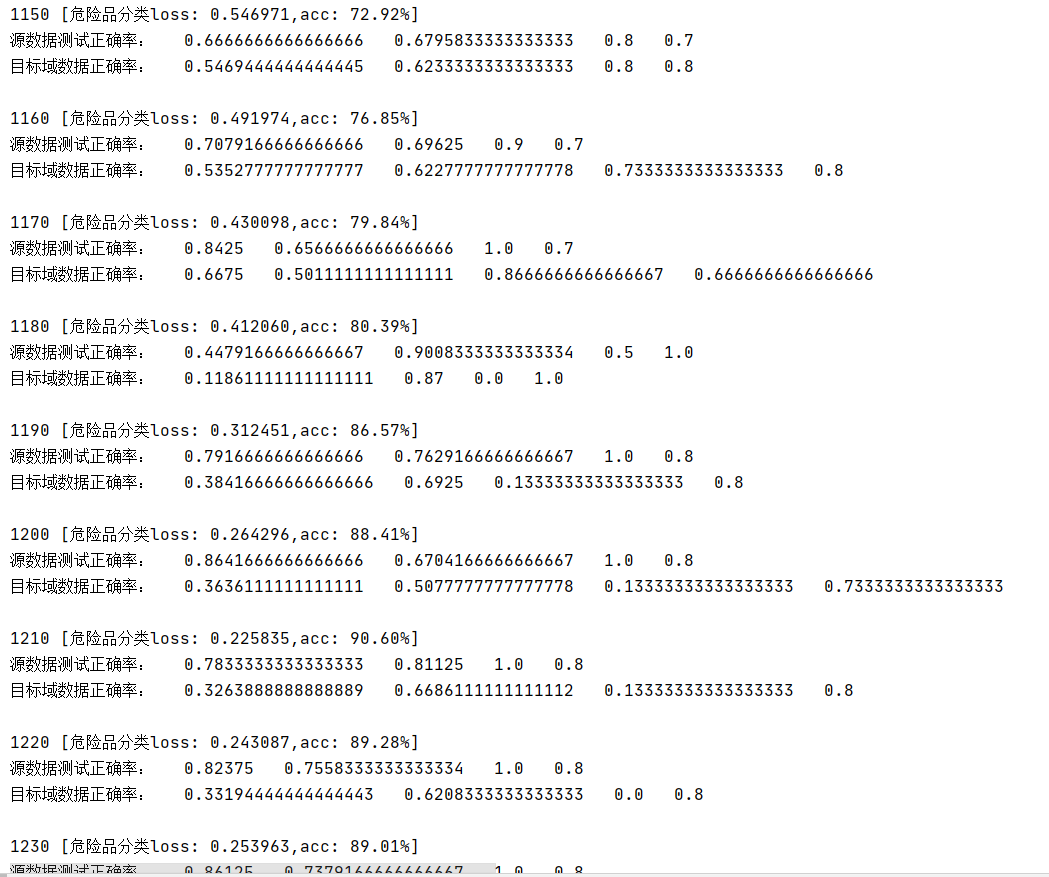 1150 [危险品分类loss: 0.546971,acc: 72.92%]
源数据测试正确率： 0.6666666666666666 0.6795833333333333 0.8 0.7
目标域数据正确率： 0.5469444444444445 0.6233333333333333 0.8 0.8
1160 [危险品分类loss: 0.491974,acc: 76.85%]
源数据测试正确率： 0.7079166666666666 0.69625 0.9 0.7
目标域数据正确率： 0.5352777777777777 0.6227777777777778 0.7333333333333333 0.8
1170 [危险品分类loss: 0.430098,acc: 79.84%]
源数据测试正确率： 0.8425 0.6566666666666666 1.0 0.7
目标域数据正确率： 0.6675 0.5011111111111111 0.8666666666666667 0.6666666666666666
1180 [危险品分类loss: 0.412060,acc: 80.39%]
源数据测试正确率： 0.4479166666666667 0.9008333333333334 0.5 1.0
目标域数据正确率： 0.11861111111111111 0.87 0.0 1.0
1190 [危险品分类loss: 0.312451,acc: 86.57%]
源数据测试正确率： 0.7916666666666666 0.7629166666666667 1.0 0.8
目标域数据正确率： 0.38416666666666666 0.6925 0.13333333333333333 0.8
1200 [危险品分类loss: 0.264296,acc: 88.41%]
源数据测试正确率： 0.8641666666666666 0.6704166666666667 1.0 0.8
目标域数据正确率： 0.3636111111111111 0.5077777777777778 0.13333333333333333 0.7333333333333333
1210 [危险品分类loss: 0.225835,acc: 90.60%]
源数据测试正确率： 0.7833333333333333 0.81125 1.0 0.8
目标域数据正确率： 0.3263888888888889 0.6686111111111112 0.13333333333333333 0.8
1220 [危险品分类loss: 0.243087,acc: 89.28%]
源数据测试正确率： 0.82375 0.7558333333333334 1.0 0.8
目标域数据正确率： 0.33194444444444443 0.6208333333333333 0.0 0.8
1230 [危险品分类loss: 0.253963,acc: 89.01%]
源数据测试正确率： 0.86125 0.7379166666666667 1.0 0.8